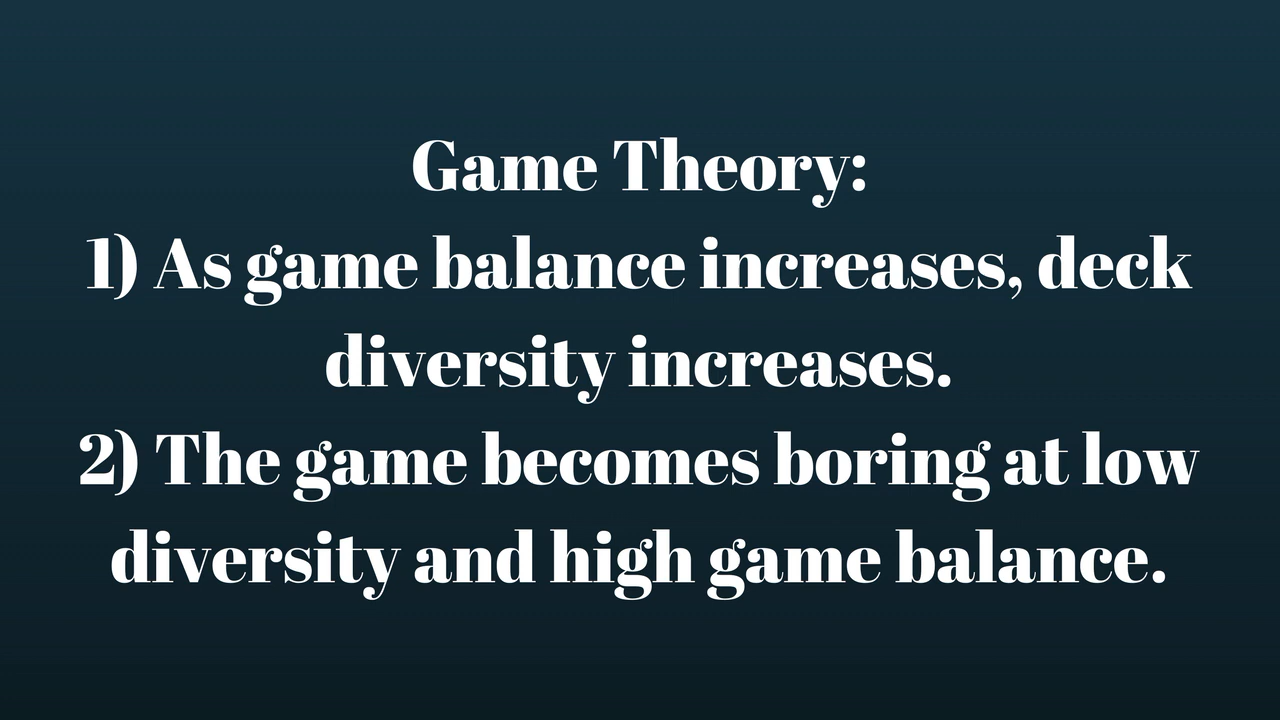 Game Theory:
1) As game balance increases, deck
diversity increases.
2) The game becomes boring at low
diversity and high game balance.